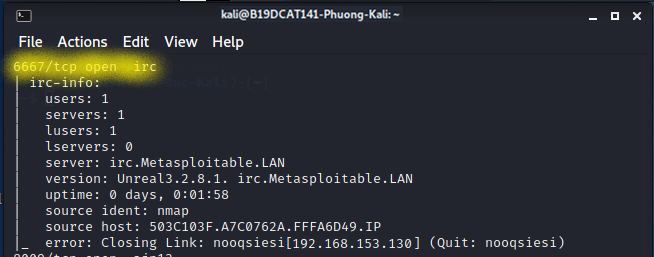 kali@B19DCAT141-Phuong-Kali: ~
File Actions Edit View Help
6667/tcp open irc
| irc-info:
|   users: 1
|   servers: 1
|   lusers: 1
|   lservers: 0
|   server: irc.Metasploitable.LAN
|   version: Unreal3.2.8.1. irc.Metasploitable.LAN
|   uptime: 0 days, 0:01:58
|   source ident: nmap
|   source host: 503C103F.A7C0762A.FFFA6D49.IP
|_  error: Closing Link: nooqsiesi[192.168.153.130] (Quit: nooqsiesi)